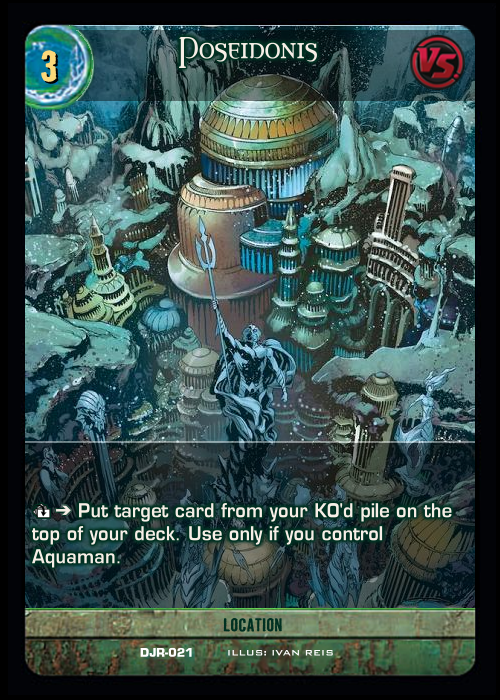 3
Poseidonis
VS.
➔ Put target card from your KO'd pile on the
top of your deck. Use only if you control
Aquaman.
LOCATION
DJR-021 ILLUS: IVAN REIS